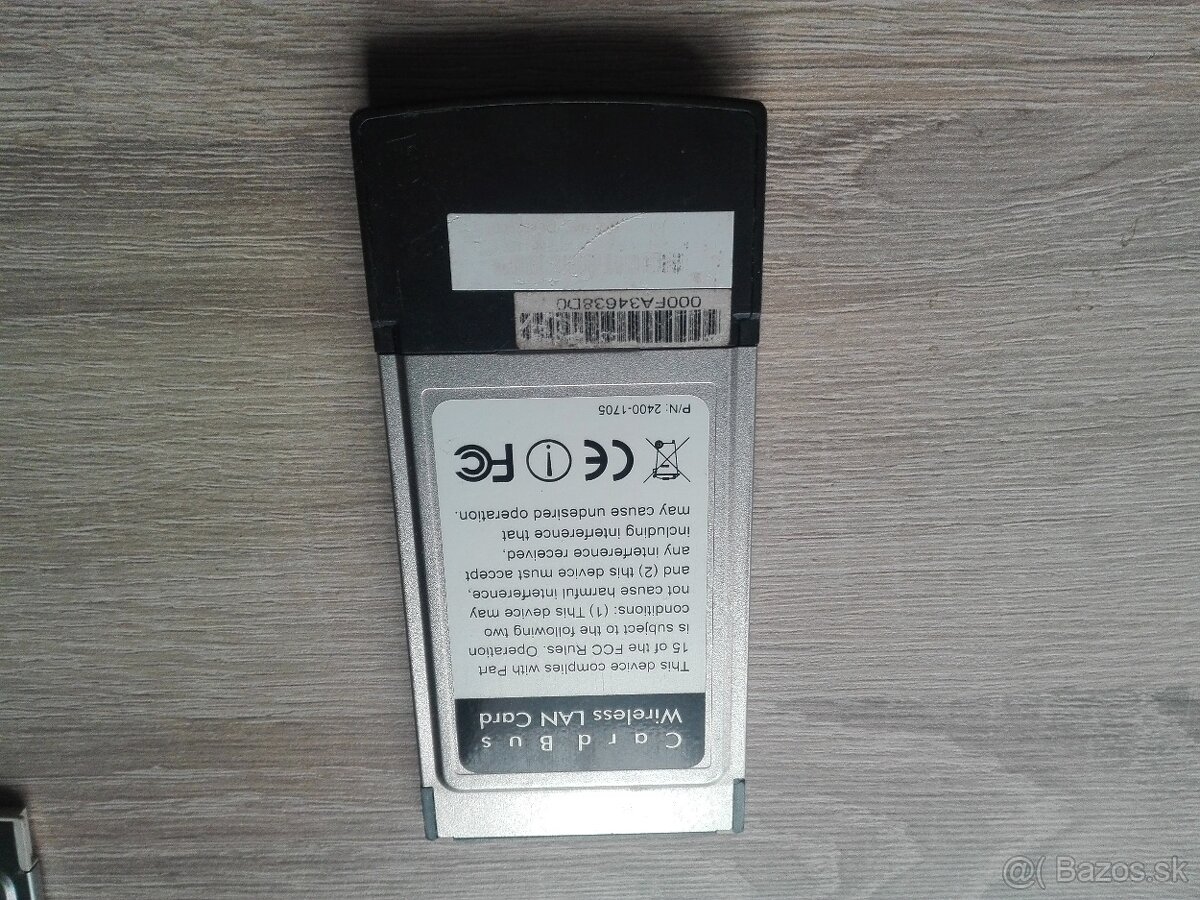 CardBus
Wireless LAN Card
This device complies with Part
15 of the FCC Rules. Operation
is subject to the following two
conditions: (1) This device may
not cause harmful interference,
and (2) this device must accept
any interference received,
including interference that
may cause undesired operation.
CE FC
P/N: 2400-1705
000FA34638D0
@( Bazos.sk